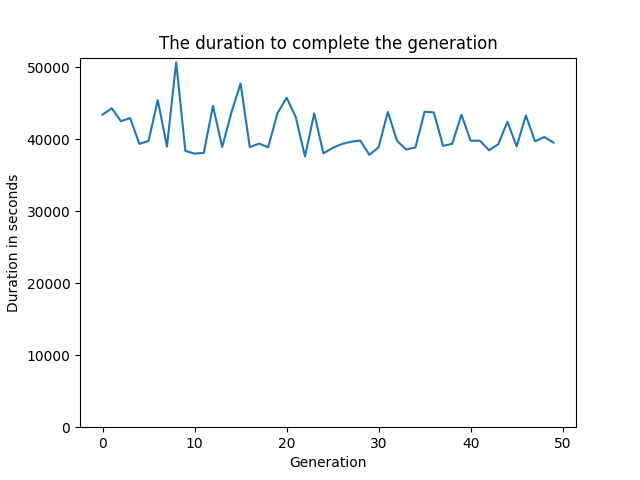 The duration to complete the generation
50000
40000
30000
20000
10000
0
Duration in seconds
0 10 20 30 40 50
Generation